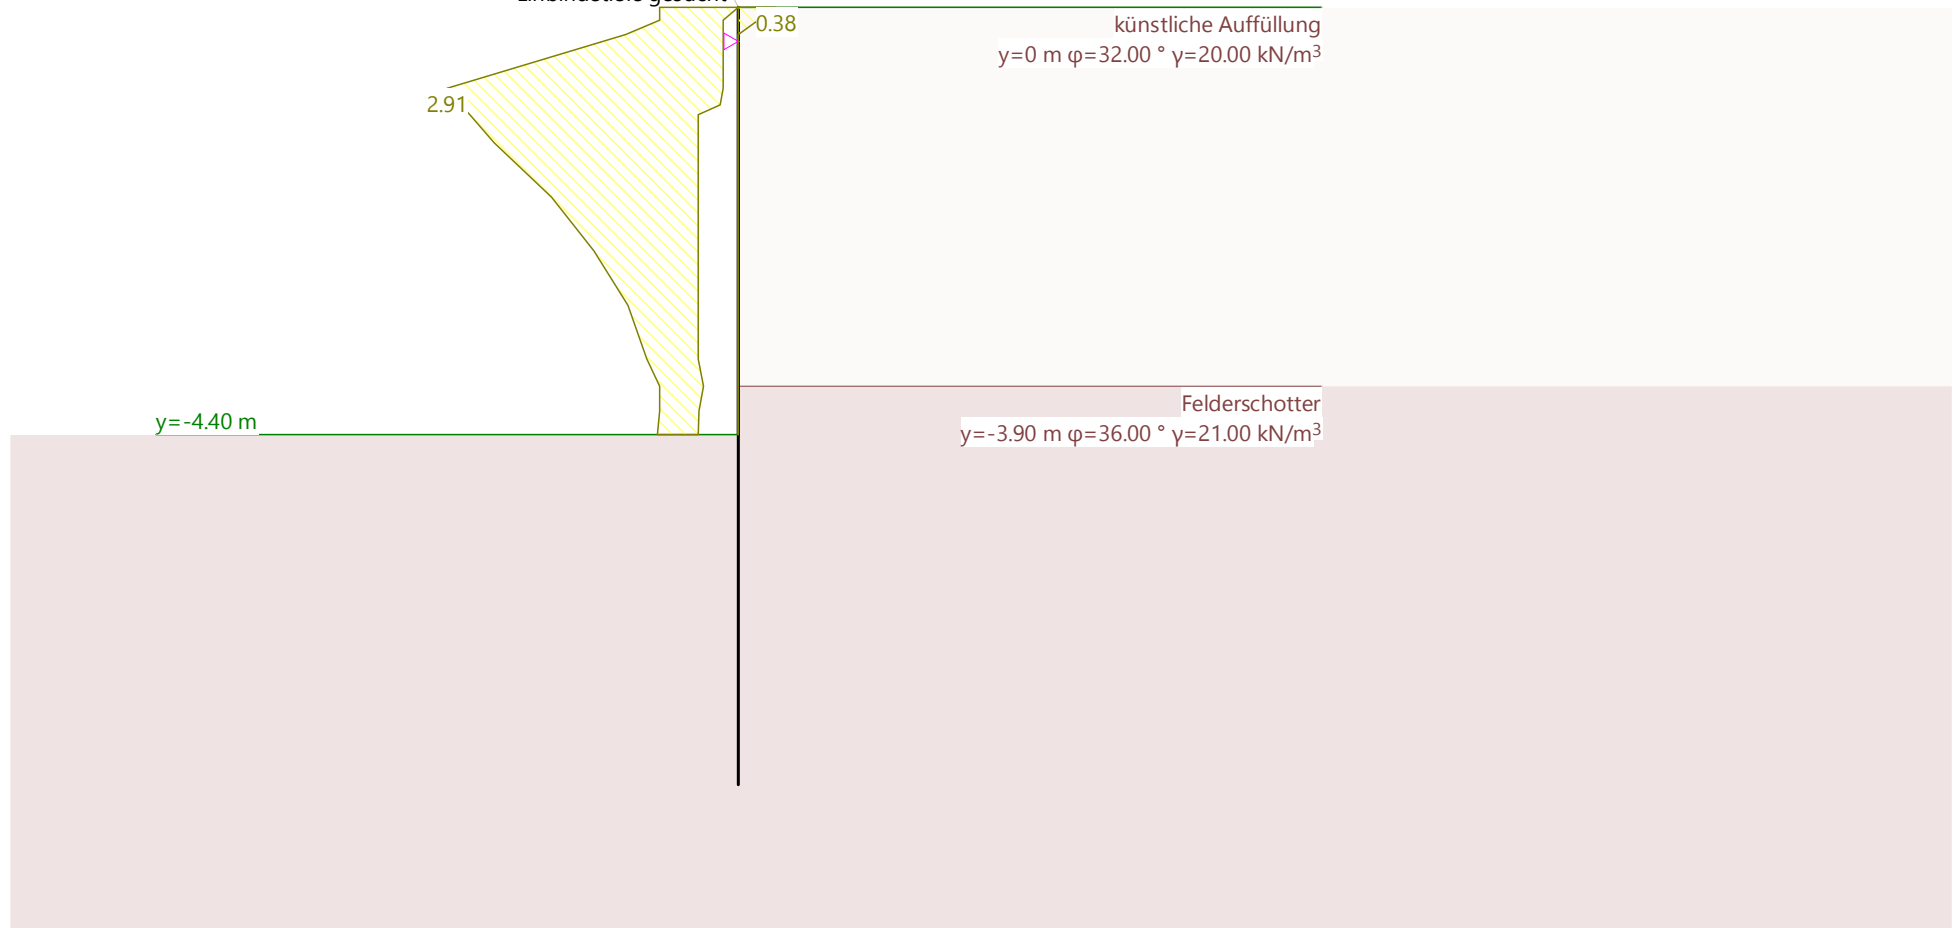 0.38
künstliche Auffüllung
y=0 m φ=32.00 ° γ=20.00 kN/m³
2.91
Felderschotter
y=-3.90 m φ=36.00 ° γ=21.00 kN/m³
y=-4.40 m